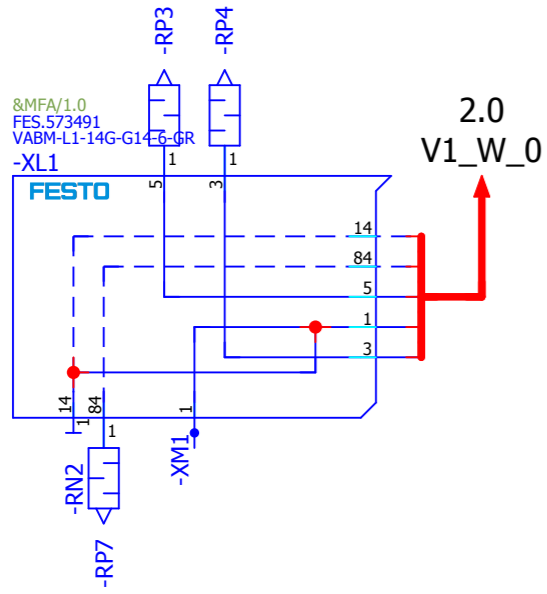 -RP3
-RP4
&MFA/1.0
FES.573491
VABM-L1-14G-G14-6-GR
-XL1
1
1
5
3
FESTO
2.0
V1_W_0
14
84
5
1
3
14
84
1
1
1
-RN2
-XM1
-RP7